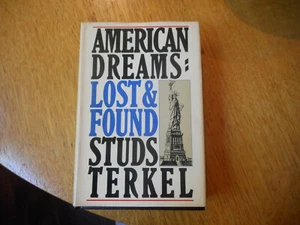 AMERICAN
DREAMS:
LOST &
FOUND
STUDS
TERKEL